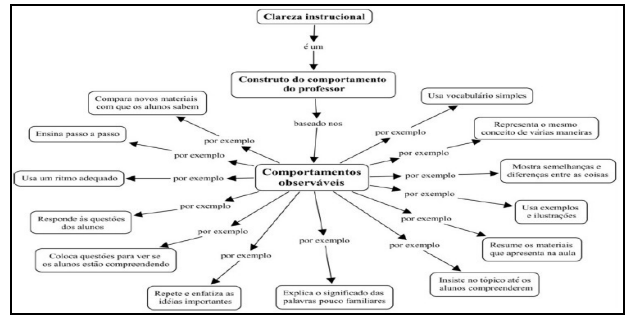 Clareza instrucional
é um
Construto do comportamento
do professor
baseado nos
Comportamentos
observáveis
Compara novos materiais
com que os alunos sabem
por exemplo
Ensina passo a passo
por exemplo
Usa um ritmo adequado
por exemplo
Responde às questões
dos alunos
por exemplo
Coloca questões para ver se
os alunos estão compreendendo
por exemplo
Repete e enfatiza as
idéias importantes
por exemplo
Explica o significado das
palavras pouco familiares
por exemplo
Insiste no tópico até os
alunos compreenderem
por exemplo
Resume os materiais
que apresenta na aula
por exemplo
Usa exemplos
e ilustrações
por exemplo
Mostra semelhanças e
diferenças entre as coisas
por exemplo
Representa o mesmo
conceito de várias maneiras
por exemplo
Usa vocabulário simples
por exemplo